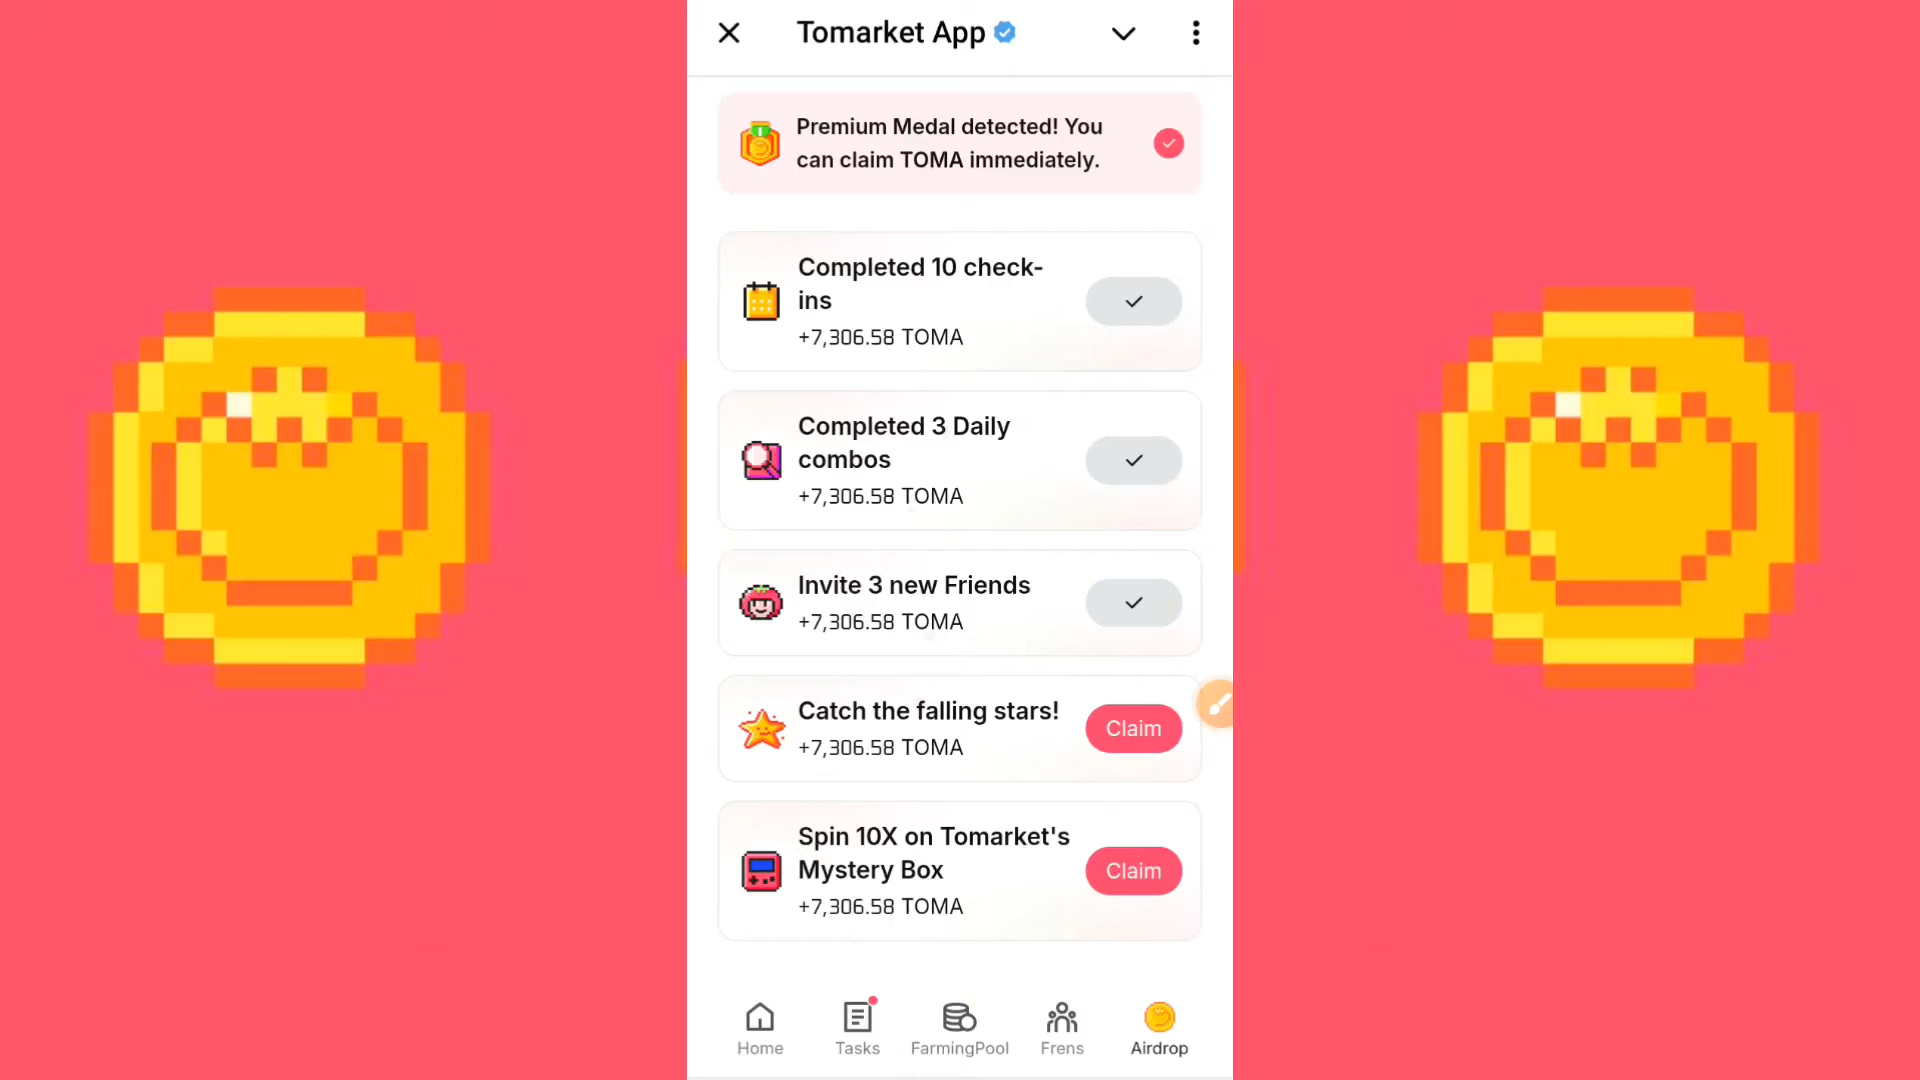 Tomarket App
Premium Medal detected! You
can claim TOMA immediately.
Completed 10 check-
ins
+7,306.58 TOMA
Completed 3 Daily
combos
+7,306.58 TOMA
Invite 3 new Friends
+7,306.58 TOMA
Catch the falling stars!
+7,306.58 TOMA
Claim
Spin 10X on Tomarket's
Mystery Box
+7,306.58 TOMA
Claim
Home
Tasks
FarmingPool
Frens
Airdrop